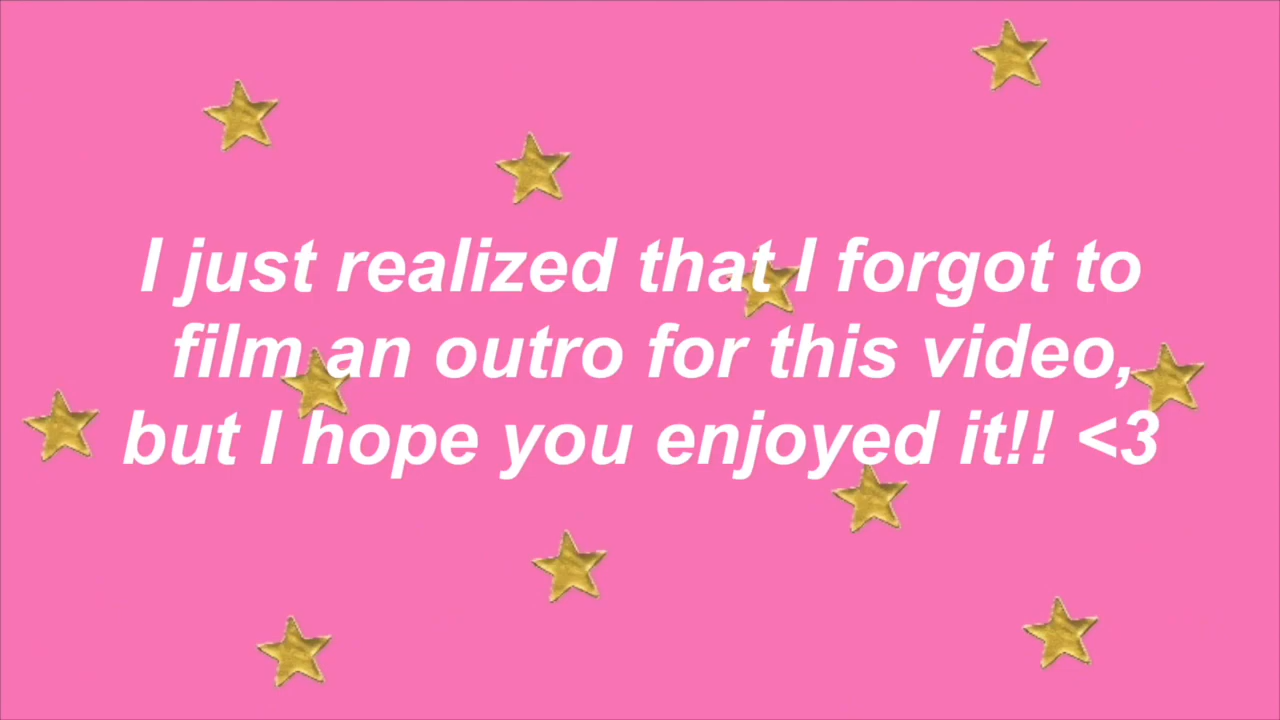 I just realized that I forgot to
film an outro for this video,
but I hope you enjoyed it!! <3